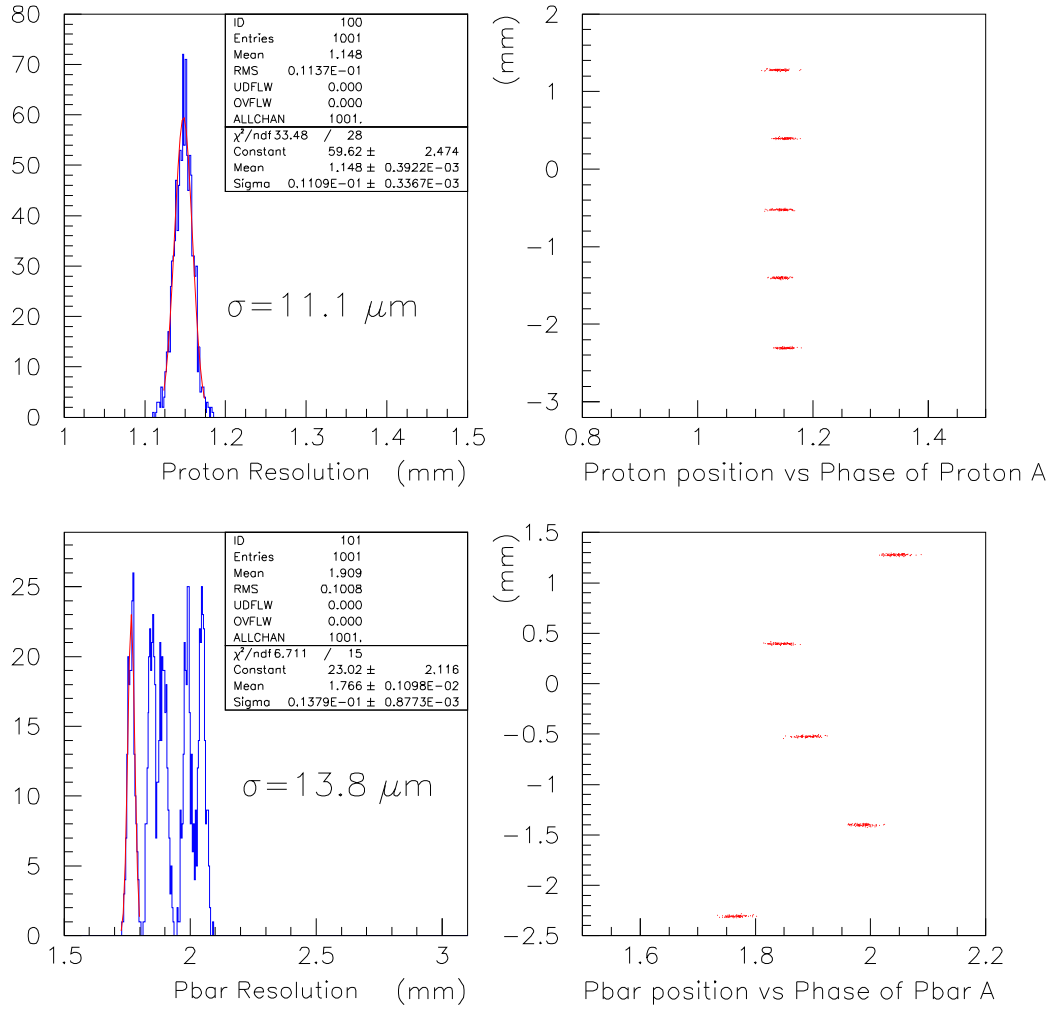 80
70
60
50
40
30
20
10
0
1
1.1
1.2
1.3
1.4
1.5
ID 100
Entries 1001
Mean 1.148
RMS 0.1137E-01
UDFLW 0.000
OVFLW 0.000
ALLCHAN 1001.
χ²/ndf 33.48 / 28
Constant 59.62 ± 2.474
Mean 1.148 ± 0.3922E-03
Sigma 0.1109E-01 ± 0.3367E-03
σ=11.1 μm
Proton Resolution (mm)
(mm)
2
1
0
-1
-2
-3
0.8
1
1.2
1.4
Proton position vs Phase of Proton A
25
20
15
10
5
0
1.5
2
2.5
3
ID 101
Entries 1001
Mean 1.909
RMS 0.1008
UDFLW 0.000
OVFLW 0.000
ALLCHAN 1001.
χ²/ndf 6.711 / 15
Constant 23.02 ± 2.116
Mean 1.766 ± 0.1098E-02
Sigma 0.1379E-01 ± 0.8773E-03
σ=13.8 μm
Pbar Resolution (mm)
(mm)
1.5
1
0.5
0
-0.5
-1
-1.5
-2
-2.5
1.6
1.8
2
2.2
Pbar position vs Phase of Pbar A